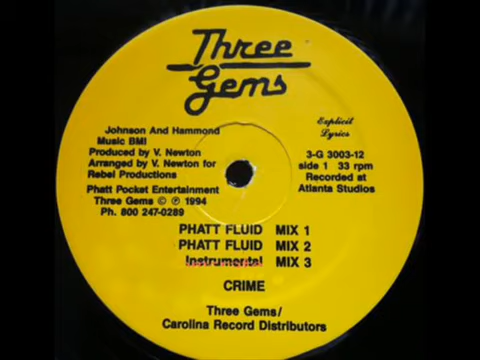 Three
Gems
Explicit
Lyrics
Johnson And Hammond
Music BMI
Produced by V. Newton
Arranged by V. Newton for
Rebel Productions
Phatt Pocket Entertainment
Three Gems © ℗ 1994
Ph. 800 247-0289
3-G 3003-12
side 1 33 rpm
Recorded at
Atlanta Studios
PHATT FLUID MIX 1
PHATT FLUID MIX 2
Instrumental MIX 3
CRIME
Three Gems/
Carolina Record Distributors